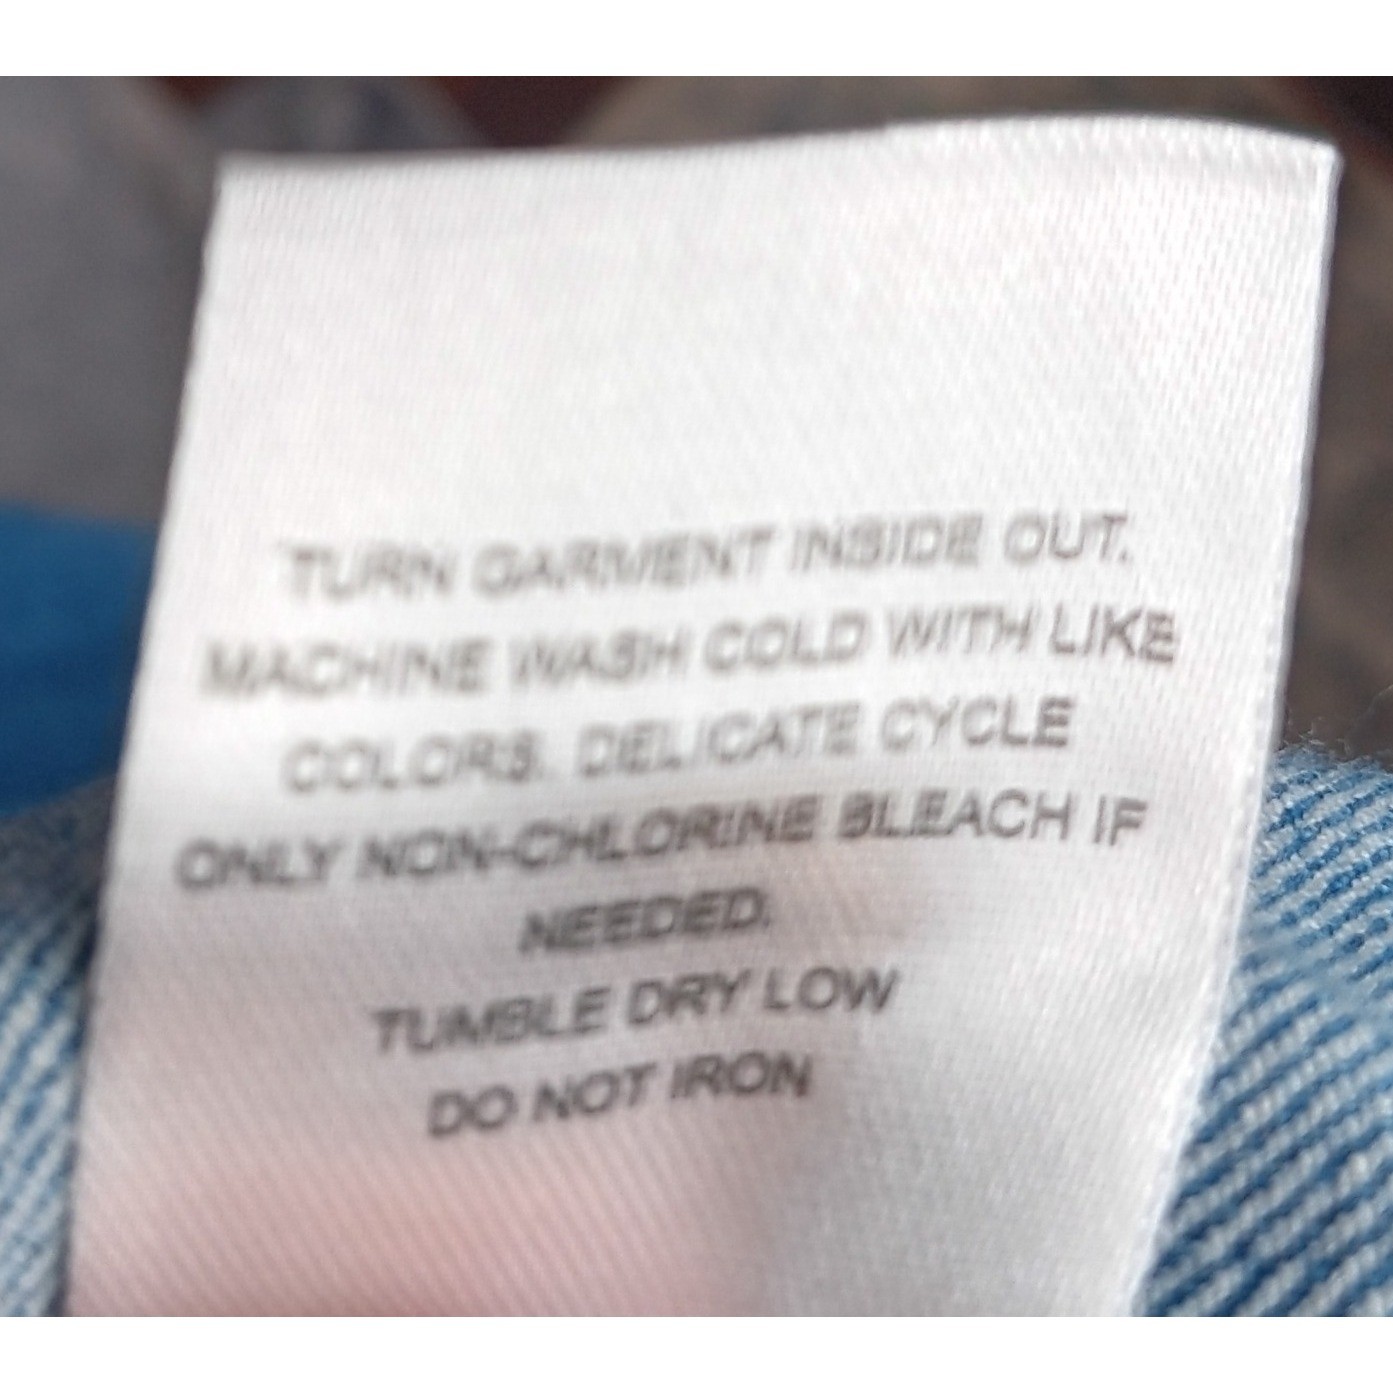 TURN GARMENT INSIDE OUT.
MACHINE WASH COLD WITH LIKE
COLORS. DELICATE CYCLE
ONLY NON-CHLORINE BLEACH IF
NEEDED.
TUMBLE DRY LOW
DO NOT IRON